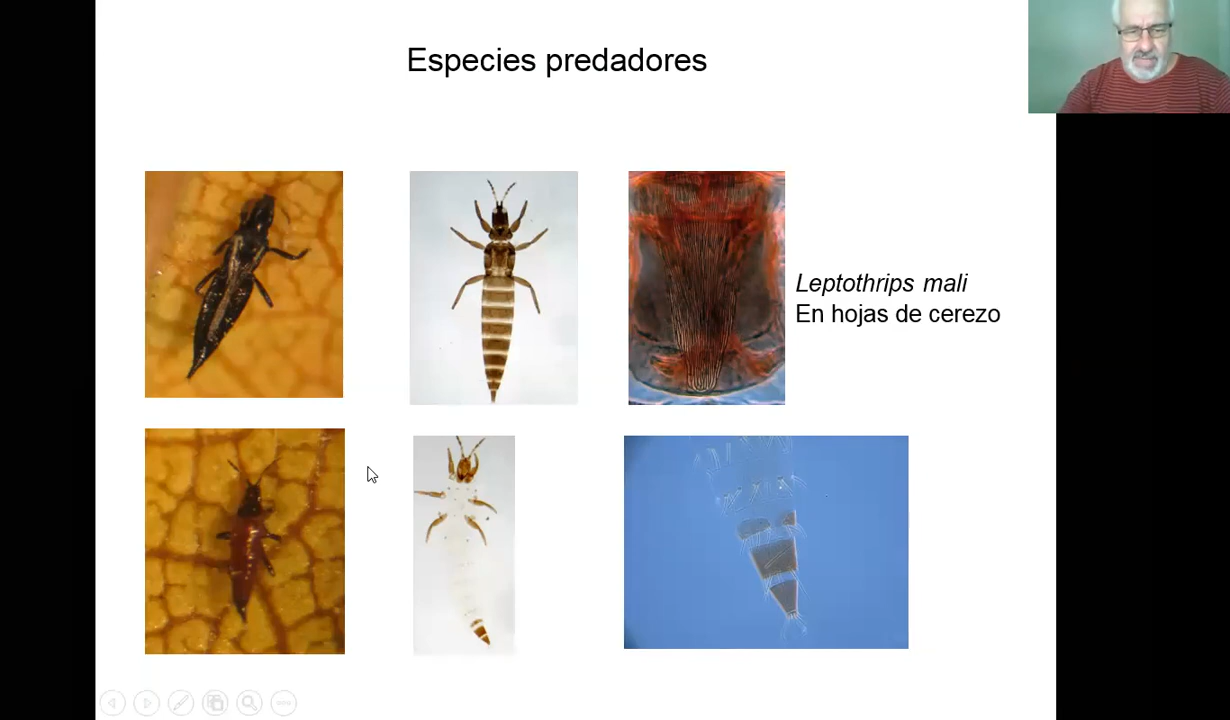 Especies predadores
Leptothrips mali
En hojas de cerezo